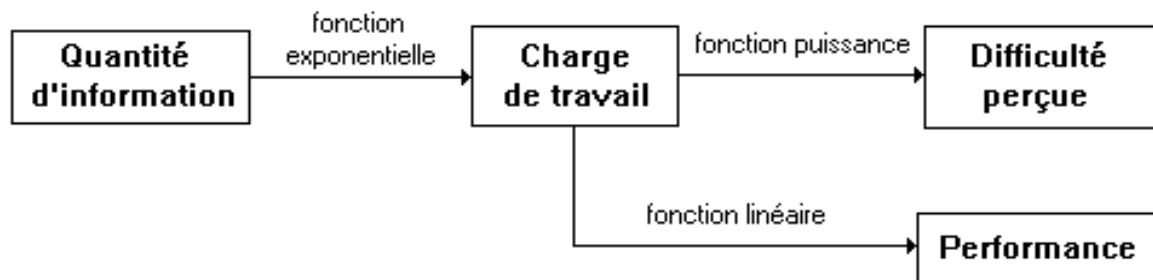 Quantité
d'information
fonction
exponentielle
Charge
de travail
fonction puissance
Difficulté
perçue
fonction linéaire
Performance